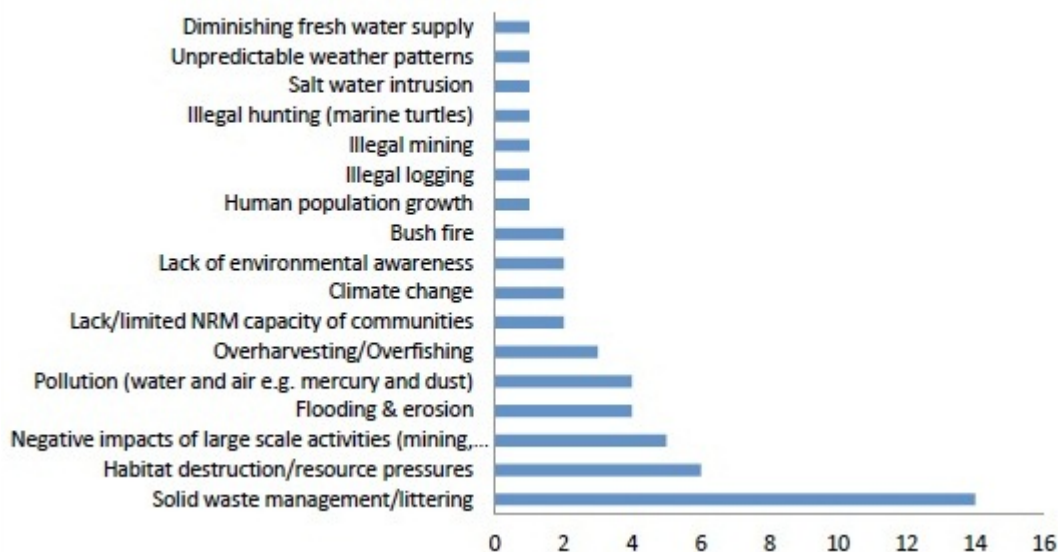 Diminishing fresh water supply
Unpredictable weather patterns
Salt water intrusion
Illegal hunting (marine turtles)
Illegal mining
Illegal logging
Human population growth
Bush fire
Lack of environmental awareness
Climate change
Lack/limited NRM capacity of communities
Overharvesting/Overfishing
Pollution (water and air e.g. mercury and dust)
Flooding & erosion
Negative impacts of large scale activities (mining,...
Habitat destruction/resource pressures
Solid waste management/littering
0 2 4 6 8 10 12 14 16